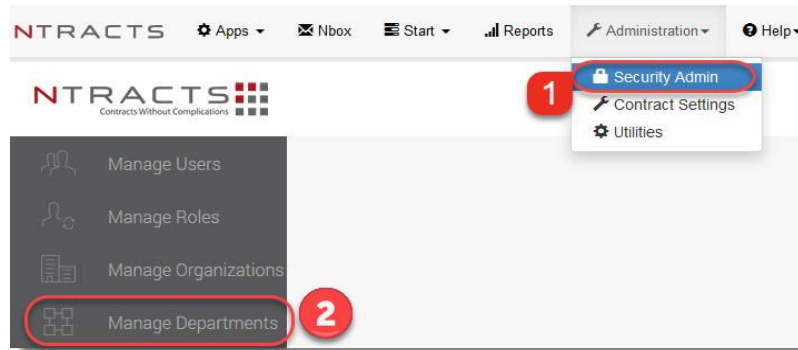 NTRACTS Apps Nbox Start Reports Administration Help
1 Security Admin
Contract Settings
Utilities
NTRACTS
Contracts Without Complications
Manage Users
Manage Roles
Manage Organizations
Manage Departments 2